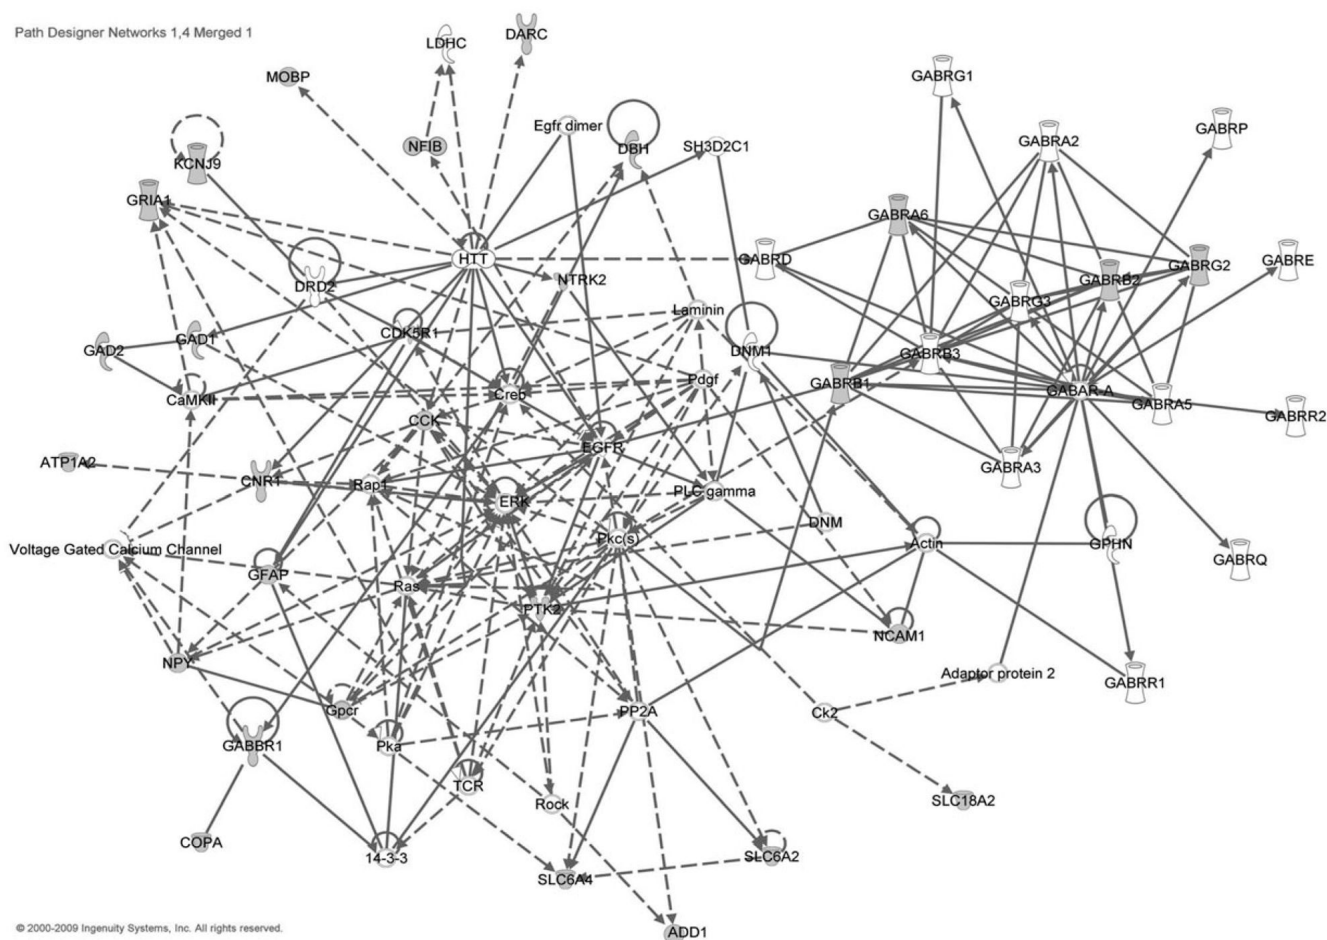 Path Designer Networks 1,4 Merged 1
DARC
LDHC
MOBP
GABRG1
Egfr dimer
GABRP
GABRA2
NFIB
DBH
SH3D2C1
KCNJ9
GRIA1
GABRA6
HTT
GABRD
GABRE
GABRG2
NTRK2
GABRB2
DRD2
GABRG3
Laminin
CDK5R1
GAD1
GAD2
DNM1
GABRB3
Pdgf
GABRB1
GABAR-A
Creb
CaMKII
GABRA5
GABRR2
CCK
EGFR
ATP1A2
GABRA3
CNR1
Rap1
PLC gamma
ERK
DNM
Pkc(s)
Actin
GPHN
Voltage Gated Calcium Channel
GABRQ
GFAP
Ras
PTK2
NCAM1
NPY
Adaptor protein 2
GABRR1
Gpcr
PP2A
Ck2
GABBR1
Pka
TCR
SLC18A2
Rock
COPA
14-3-3
SLC6A2
SLC6A4
ADD1
© 2000-2009 Ingenuity Systems, Inc. All rights reserved.